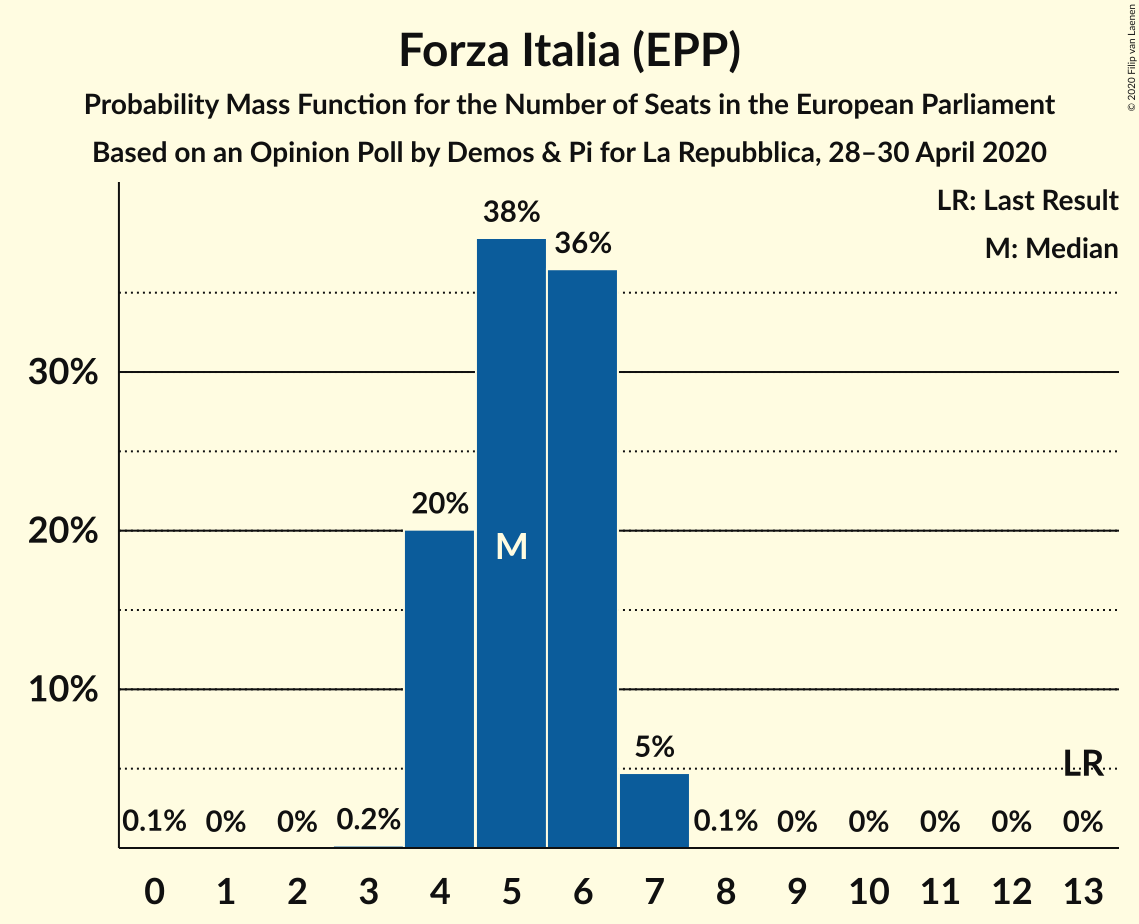 Forza Italia (EPP)
Probability Mass Function for the Number of Seats in the European Parliament
Based on an Opinion Poll by Demos & Pi for La Repubblica, 28–30 April 2020
© 2020 Filip van Laenen
LR: Last Result
M: Median
38%
36%
30%
20%
M
20%
10%
5%
LR
0.1% 0% 0% 0.2% 0.1% 0% 0% 0% 0% 0%
0 1 2 3 4 5 6 7 8 9 10 11 12 13